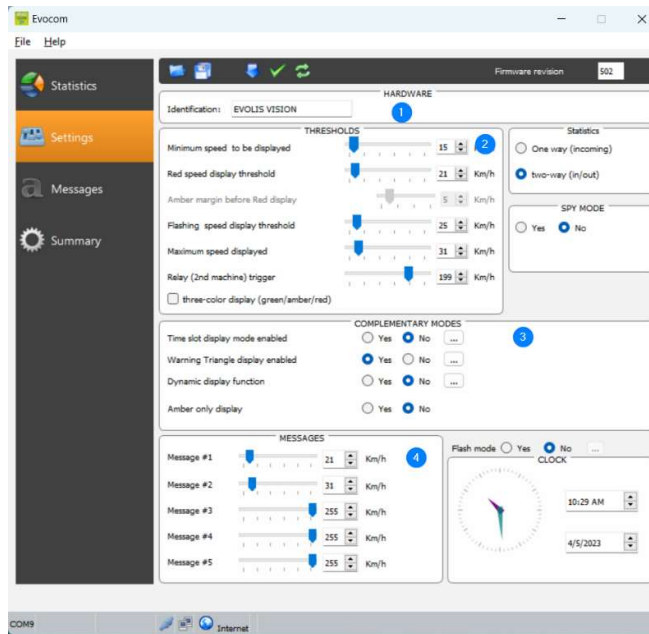 Evocom
File Help
Statistics
Settings
Messages
Summary
Firmware revision 502
HARDWARE
Identification: EVOLIS VISION
1
THRESHOLDS
2
Minimum speed to be displayed 15
Red speed display threshold 21 Km/h
Amber margin before Red display 5 Km/h
Flashing speed display threshold 25 Km/h
Maximum speed displayed 31 Km/h
Relay (2nd machine) trigger 199 Km/h
three-color display (green/amber/red)
Statistics
One way (incoming)
two-way (in/out)
SPY MODE
Yes No
COMPLEMENTARY MODES
3
Time slot display mode enabled Yes No ...
Warning Triangle display enabled Yes No ...
Dynamic display function Yes No ...
Amber only display Yes No
MESSAGES
4
Message #1 21 Km/h
Message #2 31 Km/h
Message #3 255 Km/h
Message #4 255 Km/h
Message #5 255 Km/h
Flash mode Yes No ...
CLOCK
10:29 AM
4/5/2023
COM9 Internet